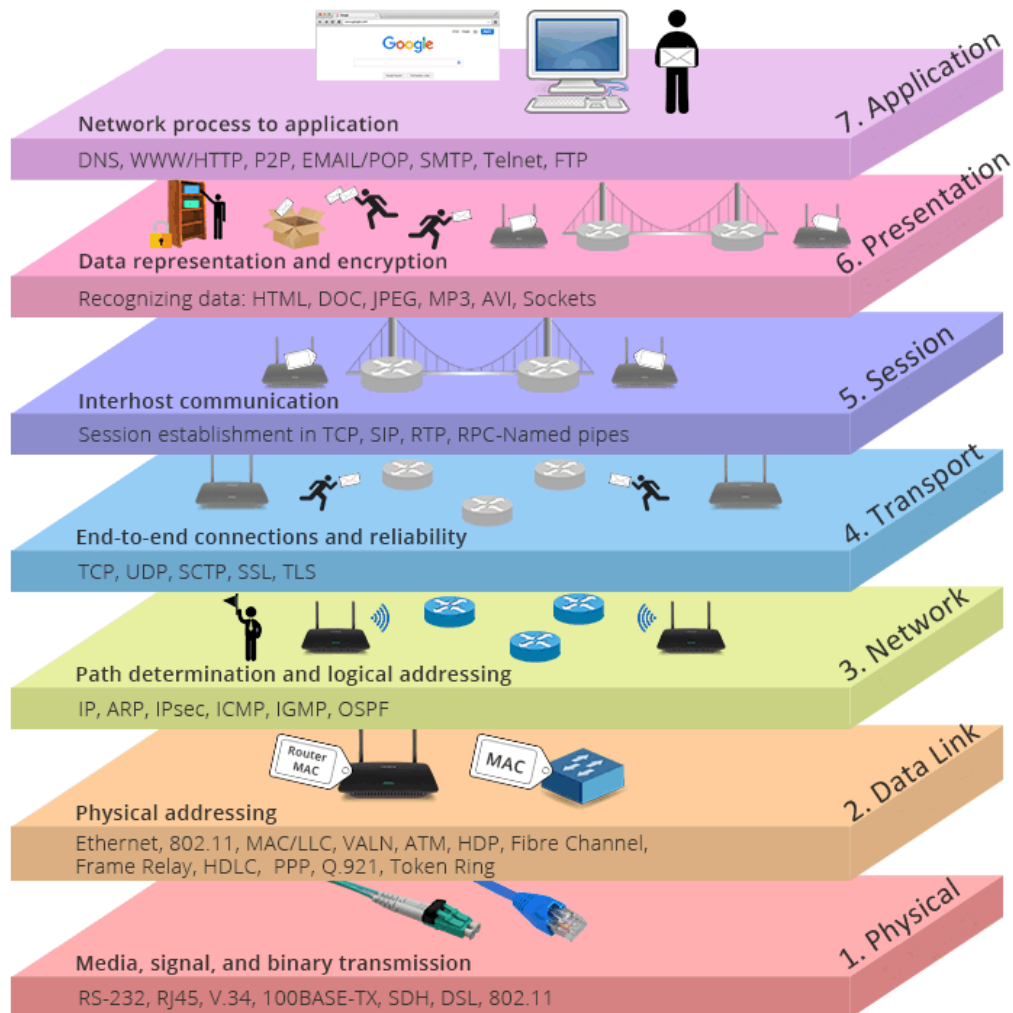 Google
7. Application
Network process to application
DNS, WWW/HTTP, P2P, EMAIL/POP, SMTP, Telnet, FTP
6. Presentation
Data representation and encryption
Recognizing data: HTML, DOC, JPEG, MP3, AVI, Sockets
5. Session
Interhost communication
Session establishment in TCP, SIP, RTP, RPC-Named pipes
4. Transport
End-to-end connections and reliability
TCP, UDP, SCTP, SSL, TLS
3. Network
Path determination and logical addressing
IP, ARP, IPsec, ICMP, IGMP, OSPF
2. Data Link
Router
MAC
MAC
Physical addressing
Ethernet, 802.11, MAC/LLC, VALN, ATM, HDP, Fibre Channel,
Frame Relay, HDLC, PPP, Q.921, Token Ring
1. Physical
Media, signal, and binary transmission
RS-232, RJ45, V.34, 100BASE-TX, SDH, DSL, 802.11